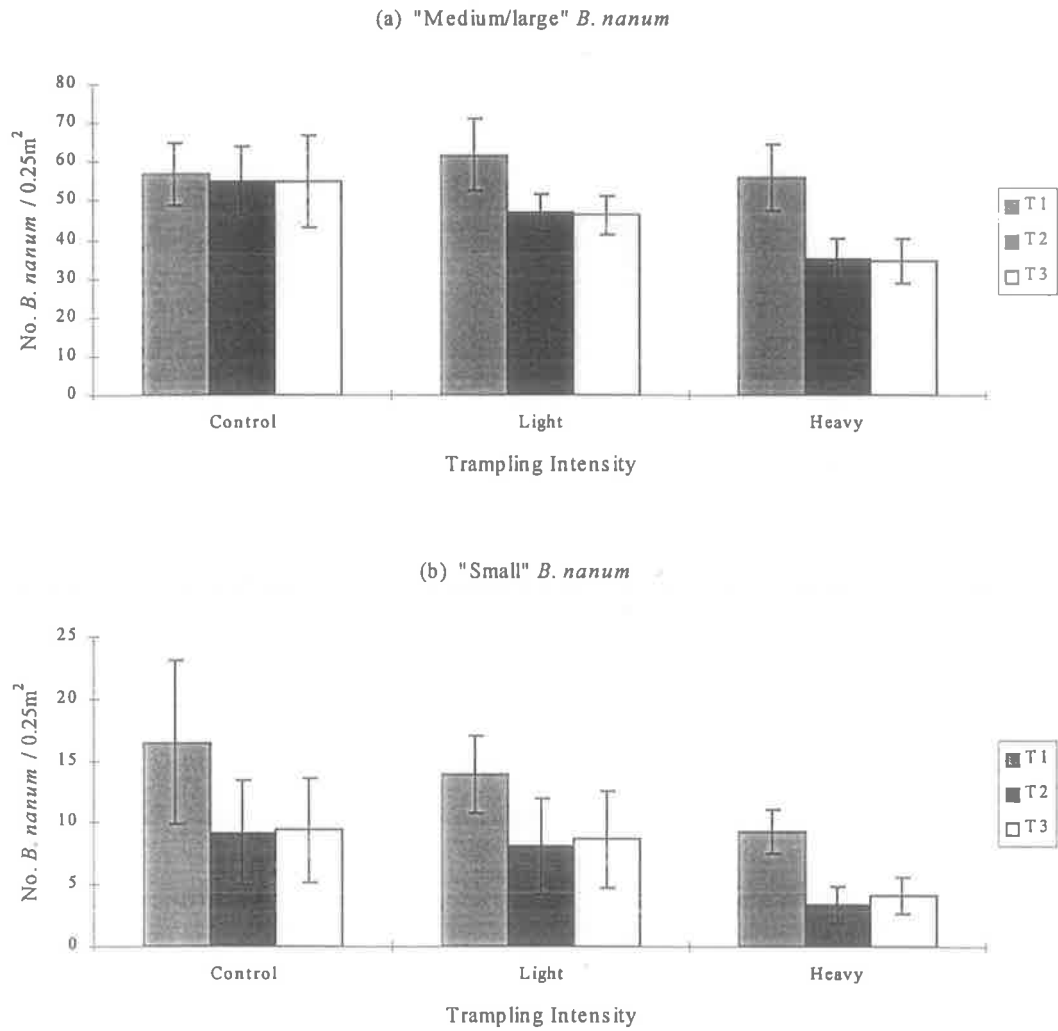 (a) "Medium/large" B. nanum
No. B. nanum / 0.25m²
80
70
60
50
40
30
20
10
0
Control
Light
Heavy
Trampling Intensity
T1
T2
T3
(b) "Small" B. nanum
No. B. nanum / 0.25m²
25
20
15
10
5
0
Control
Light
Heavy
Trampling Intensity
T1
T2
T3